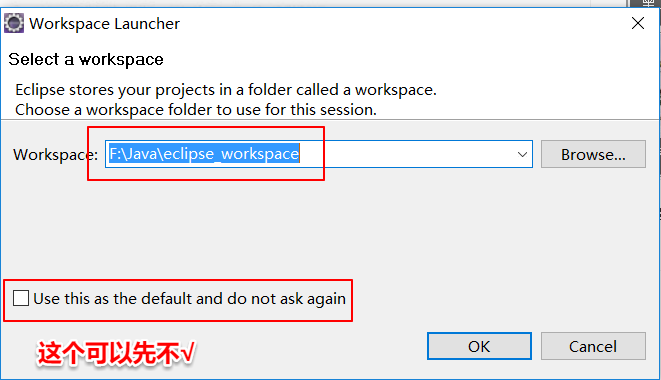 Workspace Launcher
Select a workspace
Eclipse stores your projects in a folder called a workspace.
Choose a workspace folder to use for this session.
Workspace: F:\Java\eclipse_workspace Browse...
Use this as the default and do not ask again
这个可以先不√
OK Cancel